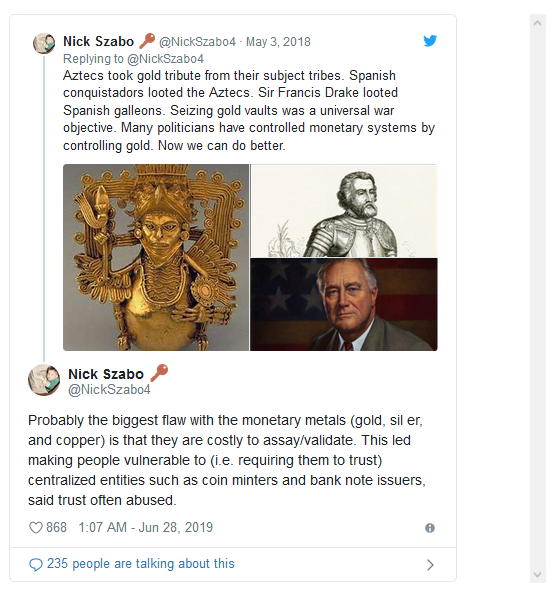 Nick Szabo 🔑 @NickSzabo4 · May 3, 2018
Replying to @NickSzabo4
Aztecs took gold tribute from their subject tribes. Spanish
conquistadors looted the Aztecs. Sir Francis Drake looted
Spanish galleons. Seizing gold vaults was a universal war
objective. Many politicians have controlled monetary systems by
controlling gold. Now we can do better.
Nick Szabo 🔑
@NickSzabo4
Probably the biggest flaw with the monetary metals (gold, sil er,
and copper) is that they are costly to assay/validate. This led
making people vulnerable to (i.e. requiring them to trust)
centralized entities such as coin minters and bank note issuers,
said trust often abused.
868 1:07 AM - Jun 28, 2019
235 people are talking about this